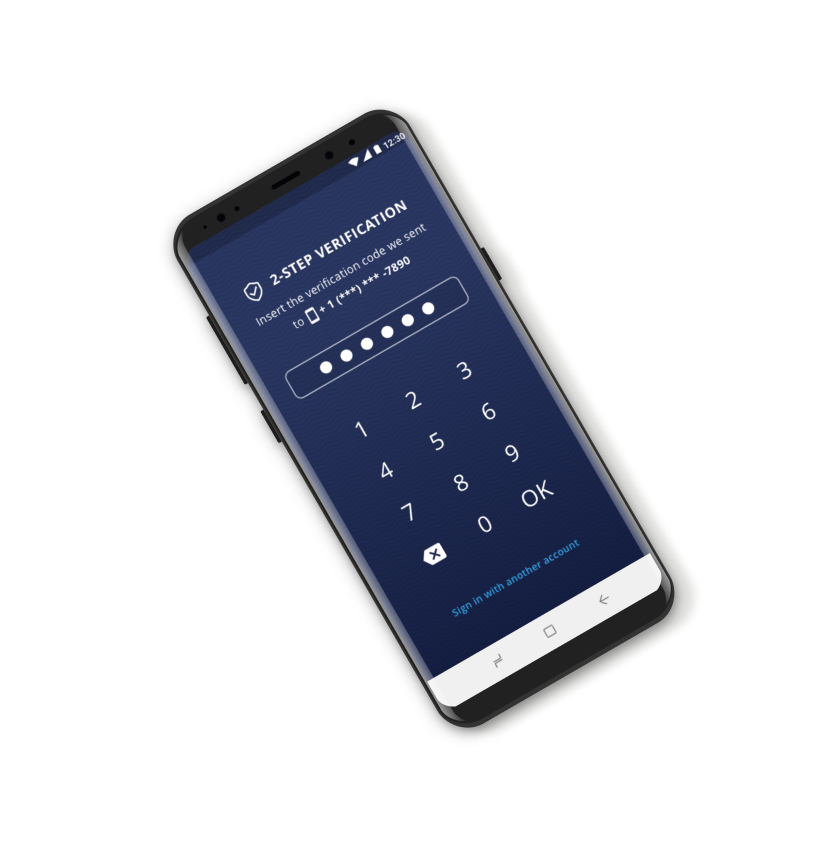 12:30
2-STEP VERIFICATION
Insert the verification code we sent
to + 1 (***) *** -7890
1 2 3
4 5 6
7 8 9
0 OK
Sign in with another account